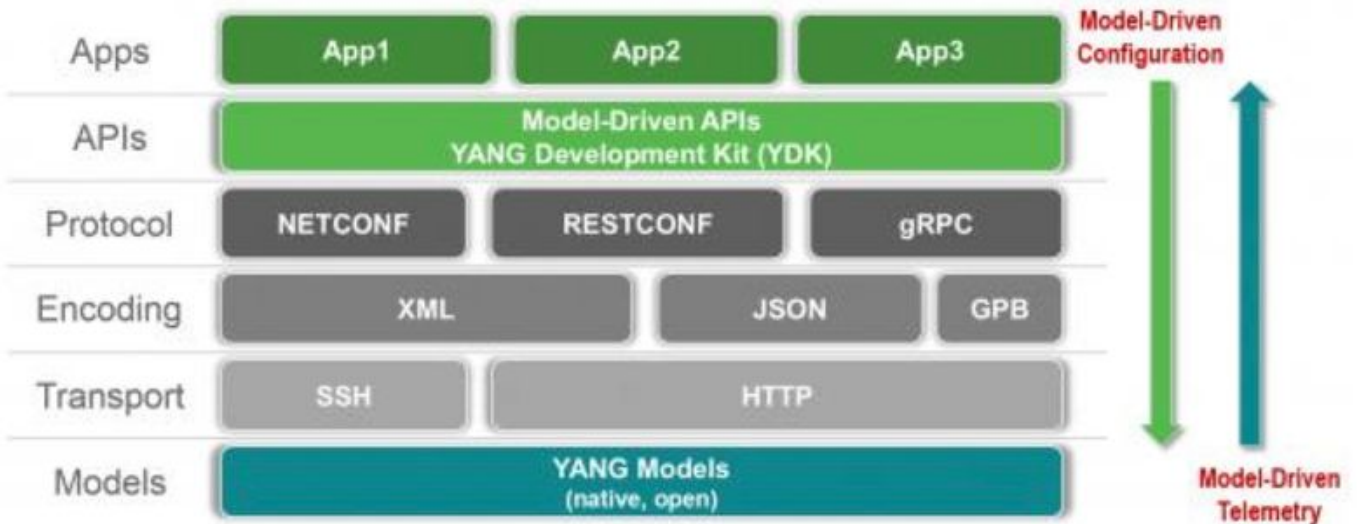 Apps
App1
App2
App3
Model-Driven
Configuration
APIs
Model-Driven APIs
YANG Development Kit (YDK)
Protocol
NETCONF
RESTCONF
gRPC
Encoding
XML
JSON
GPB
Transport
SSH
HTTP
Models
YANG Models
(native, open)
Model-Driven
Telemetry